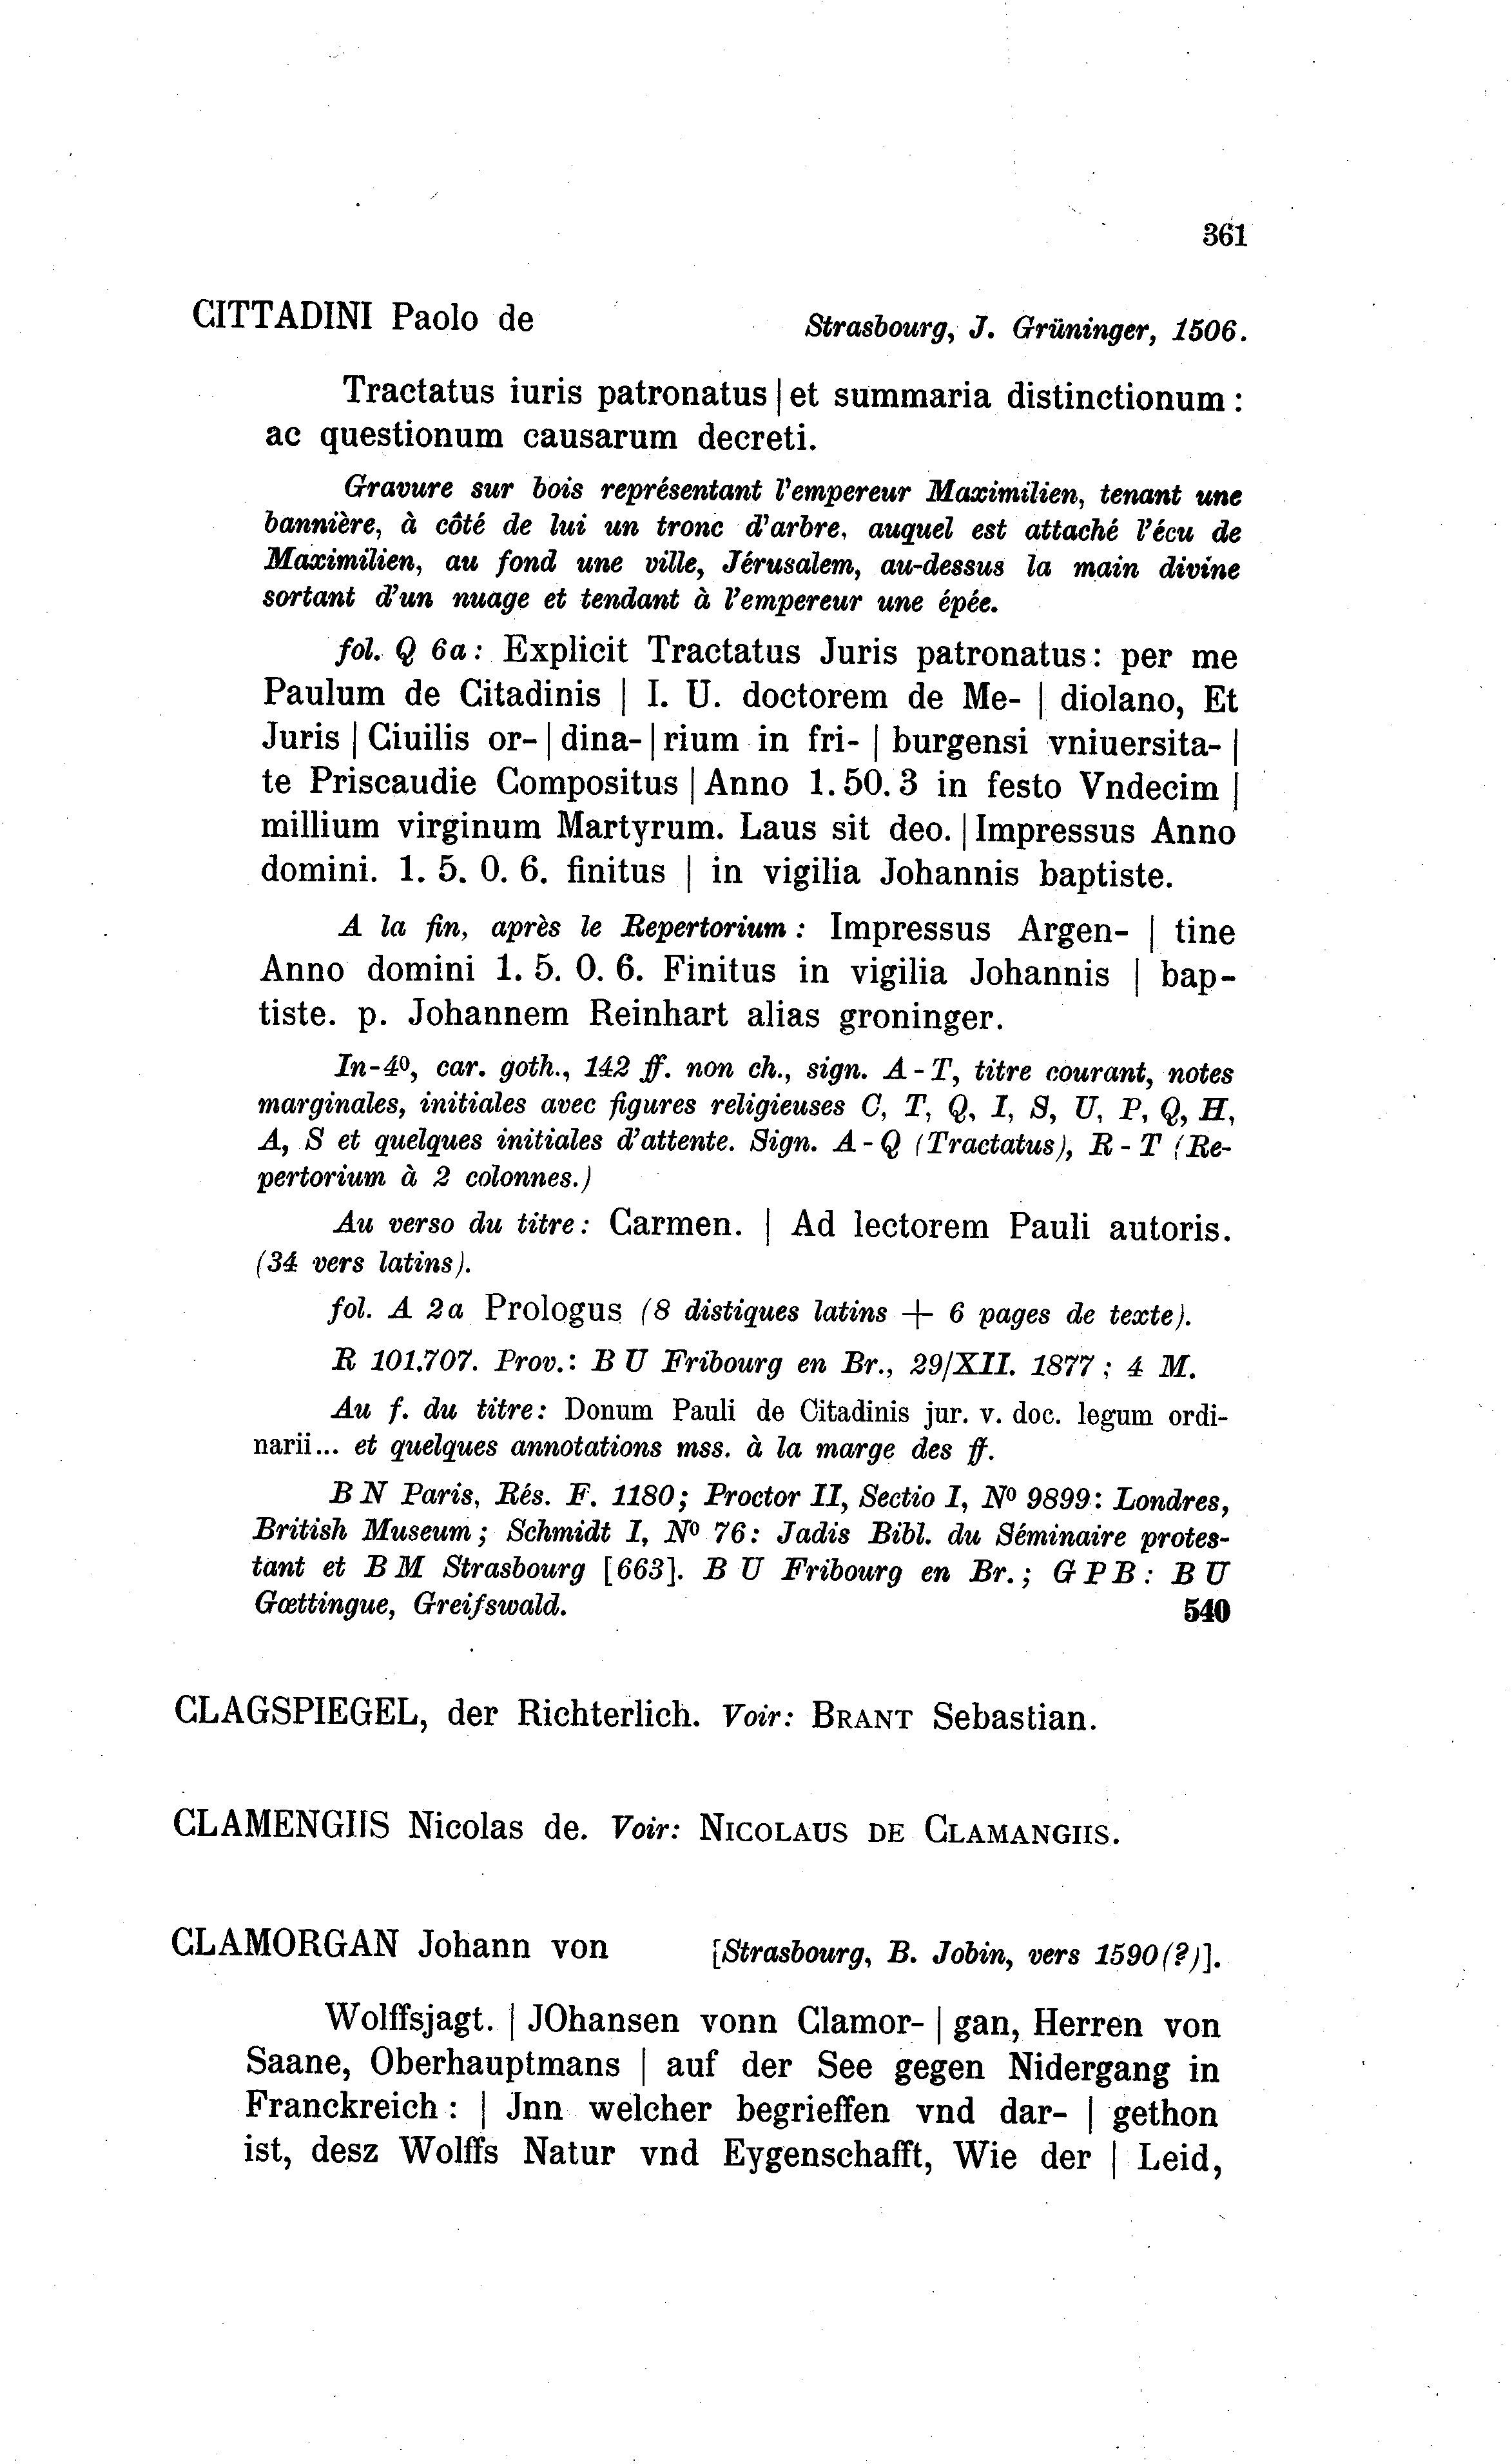 361
CITTADINI Paolo de
Strasbourg, J. Grüninger, 1506.
Tractatus iuris patronatus | et summaria distinctionum :
ac questionum causarum decreti.
Gravure sur bois représentant l'empereur Maximilien, tenant une
bannière, à côté de lui un tronc d'arbre, auquel est attaché l'écu de
Maximilien, au fond une ville, Jérusalem, au-dessus la main divine
sortant d'un nuage et tendant à l'empereur une épée.
fol. Q 6a: Explicit Tractatus Juris patronatus: per me
Paulum de Citadinis | I. U. doctorem de Me- | diolano, Et
Juris | Ciuilis or- | dina- | rium in fri- | burgensi vniuersita- |
te Priscaudie Compositus | Anno 1. 50. 3 in festo Vndecim |
millium virginum Martyrum. Laus sit deo. | Impressus Anno
domini. 1. 5. 0. 6. finitus | in vigilia Johannis baptiste.
A la fin, après le Repertorium : Impressus Argen- | tine
Anno domini 1. 5. 0. 6. Finitus in vigilia Johannis | bap-
tiste. p. Johannem Reinhart alias groninger.
In-4º, car. goth., 142 ff. non ch., sign. A - T, titre courant, notes
marginales, initiales avec figures religieuses C, T, Q, I, S, U, P, Q, H,
A, S et quelques initiales d'attente. Sign. A - Q (Tractatus), R - T (Re-
pertorium à 2 colonnes.)
Au verso du titre: Carmen. | Ad lectorem Pauli autoris.
(34 vers latins).
fol. A 2a Prologus (8 distiques latins + 6 pages de texte).
R 101.707. Prov.: B U Fribourg en Br., 29/XII. 1877 ; 4 M.
Au f. du titre: Donum Pauli de Citadinis jur. v. doc. legum ordi-
narii... et quelques annotations mss. à la marge des ff.
B N Paris, Rés. F. 1180; Proctor II, Sectio I, Nº 9899: Londres,
British Museum ; Schmidt I, Nº 76: Jadis Bibl. du Séminaire protes-
tant et B M Strasbourg [663]. B U Fribourg en Br. ; G P B : B U
Gœttingue, Greifswald.
540
CLAGSPIEGEL, der Richterlich. Voir: BRANT Sebastian.
CLAMENGIIS Nicolas de. Voir: NICOLAUS DE CLAMANGIIS.
CLAMORGAN Johann von
[Strasbourg, B. Jobin, vers 1590(?)].
Wolffsjagt. | JOhansen vonn Clamor- | gan, Herren von
Saane, Oberhauptmans | auf der See gegen Nidergang in
Franckreich : | Jnn welcher begrieffen vnd dar- | gethon
ist, desz Wolffs Natur vnd Eygenschafft, Wie der | Leid,